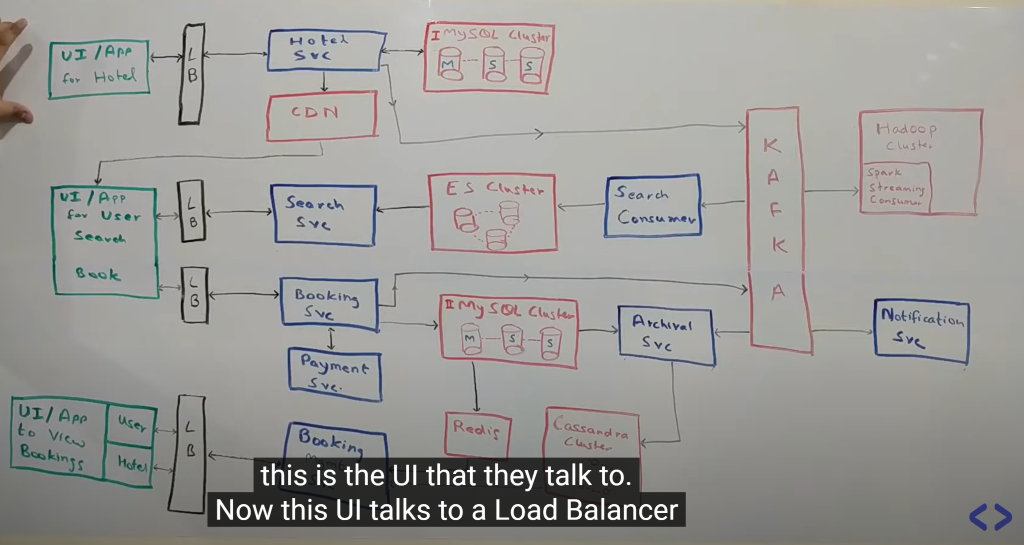 UI/App
for Hotel
L
B
Hotel
Svc
I MySQL Cluster
M
S
S
CDN
K
A
F
K
A
Hadoop
Cluster
Spark
Streaming
Consumer
UI/App
for User
Search
Book
L
B
Search
Svc
ES Cluster
Search
Consumer
L
B
Booking
Svc
II MySQL Cluster
M
S
S
Archival
Svc
Notification
Svc
Payment
Svc.
UI/App
to View
Bookings
User
Hotel
L
B
Booking
Redis
Cassandra
Cluster
this is the UI that they talk to.
Now this UI talks to a Load Balancer